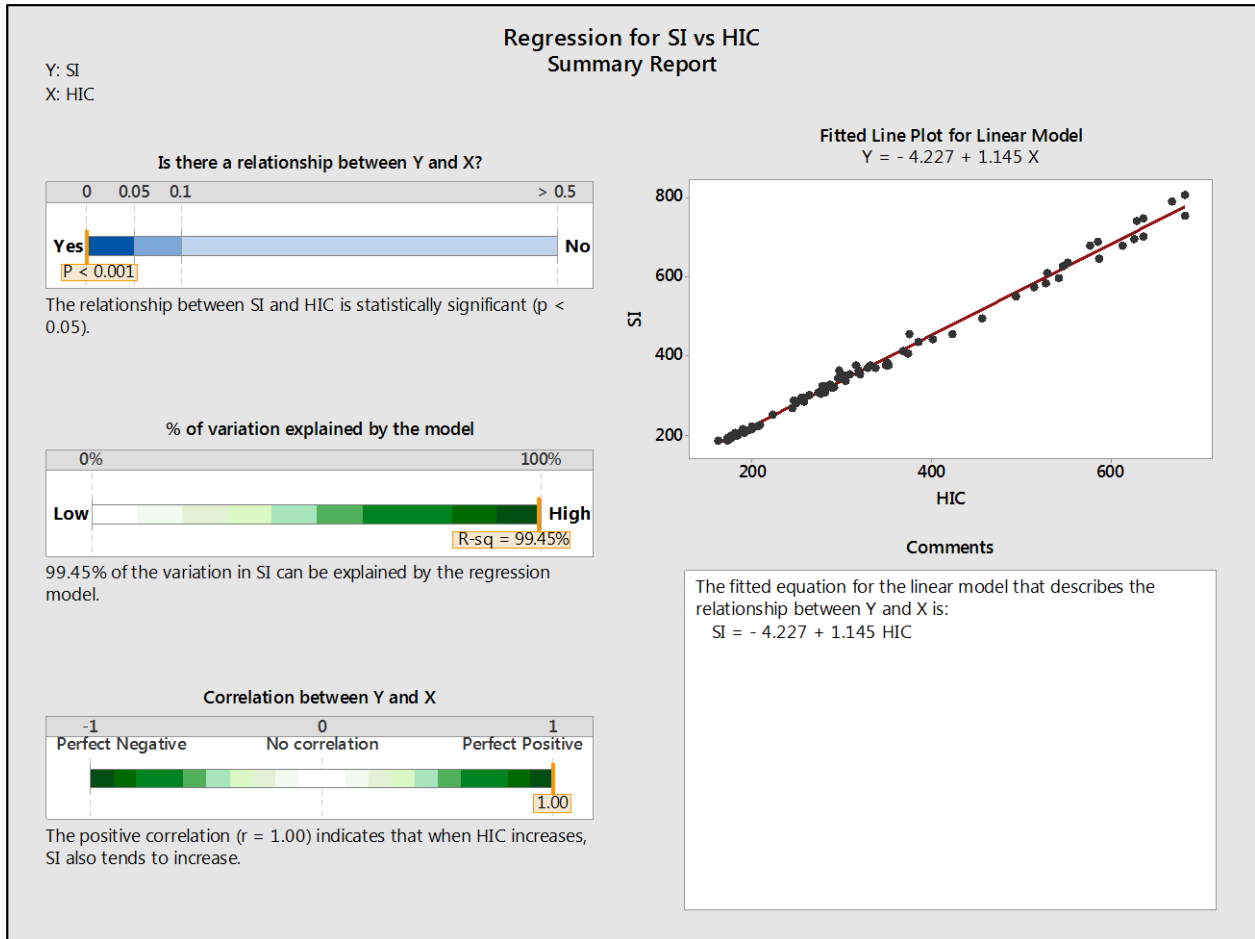 Regression for SI vs HIC
Summary Report
Y: SI
X: HIC
Is there a relationship between Y and X?
0 0.05 0.1 > 0.5
Yes No
P < 0.001
The relationship between SI and HIC is statistically significant (p <
0.05).
% of variation explained by the model
0% 100%
Low High
R-sq = 99.45%
99.45% of the variation in SI can be explained by the regression
model.
Correlation between Y and X
-1 0 1
Perfect Negative No correlation Perfect Positive
1.00
The positive correlation (r = 1.00) indicates that when HIC increases,
SI also tends to increase.
Fitted Line Plot for Linear Model
Y = - 4.227 + 1.145 X
800
600
400
200
SI
200 400 600
HIC
Comments
The fitted equation for the linear model that describes the
relationship between Y and X is:
SI = - 4.227 + 1.145 HIC